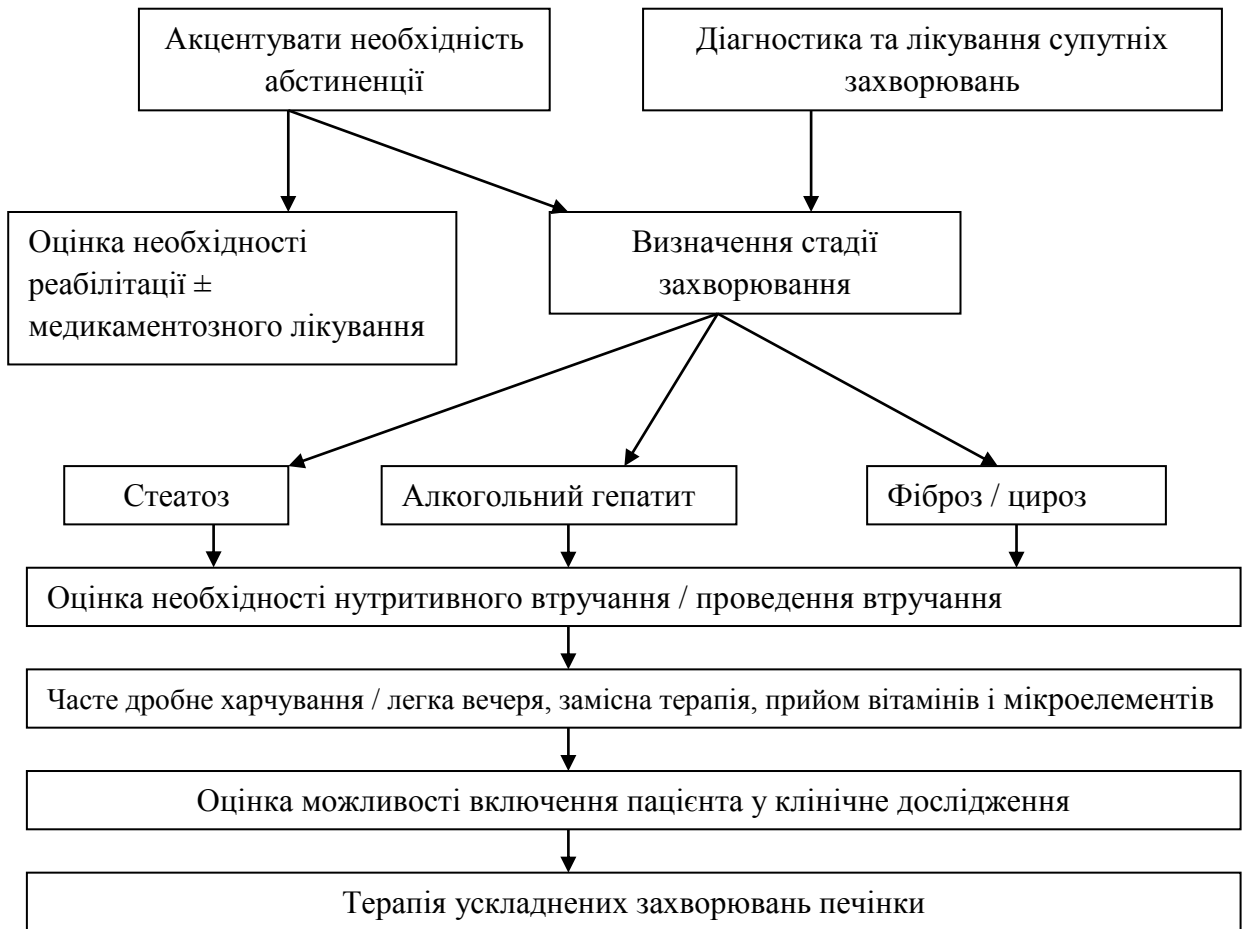 Акцентувати необхідність
абстиненції
Діагностика та лікування супутніх
захворювань
Оцінка необхідності
реабілітації ±
медикаментозного лікування
Визначення стадії
захворювання
Стеатоз
Алкогольний гепатит
Фіброз / цироз
Оцінка необхідності нутритивного втручання / проведення втручання
Часте дробне харчування / легка вечеря, замісна терапія, прийом вітамінів і мікроелементів
Оцінка можливості включення пацієнта у клінічне дослідження
Терапія ускладнених захворювань печінки